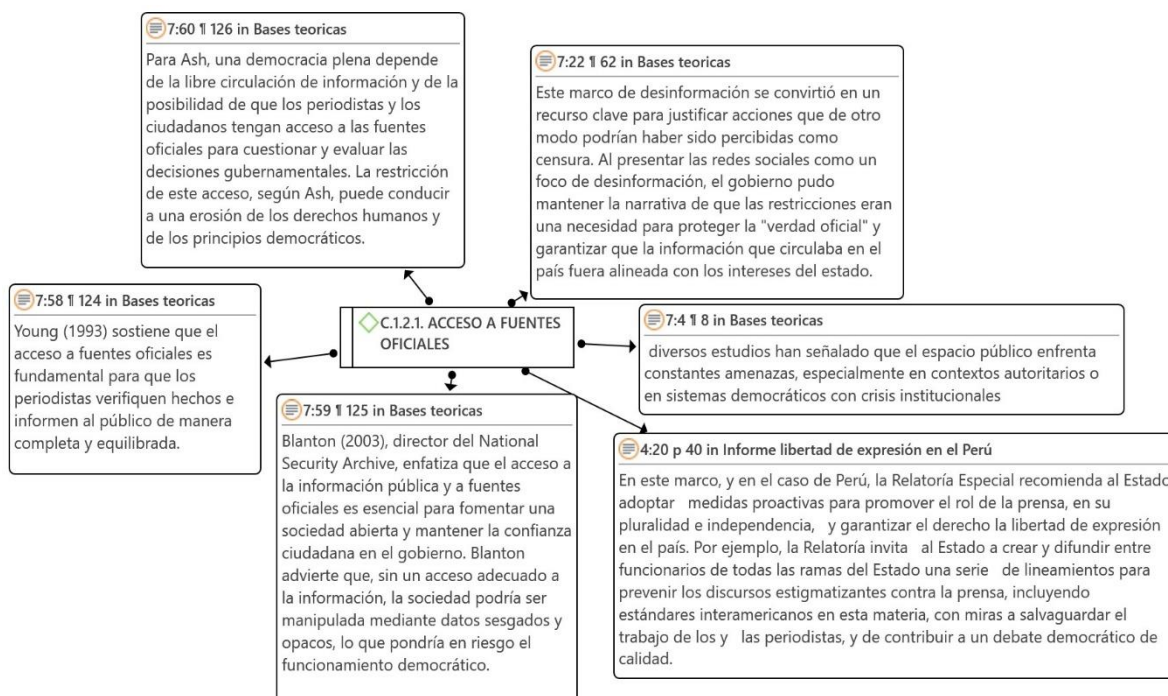 7:60 ¶ 126 in Bases teoricas
Para Ash, una democracia plena depende
de la libre circulación de información y de la
posibilidad de que los periodistas y los
ciudadanos tengan acceso a las fuentes
oficiales para cuestionar y evaluar las
decisiones gubernamentales. La restricción
de este acceso, según Ash, puede conducir
a una erosión de los derechos humanos y
de los principios democráticos.
7:22 ¶ 62 in Bases teoricas
Este marco de desinformación se convirtió en un
recurso clave para justificar acciones que de otro
modo podrían haber sido percibidas como
censura. Al presentar las redes sociales como un
foco de desinformación, el gobierno pudo
mantener la narrativa de que las restricciones eran
una necesidad para proteger la "verdad oficial" y
garantizar que la información que circulaba en el
país fuera alineada con los intereses del estado.
7:58 ¶ 124 in Bases teoricas
Young (1993) sostiene que el
acceso a fuentes oficiales es
fundamental para que los
periodistas verifiquen hechos e
informen al público de manera
completa y equilibrada.
C.1.2.1. ACCESO A FUENTES
OFICIALES
7:4 ¶ 8 in Bases teoricas
diversos estudios han señalado que el espacio público enfrenta
constantes amenazas, especialmente en contextos autoritarios o
en sistemas democráticos con crisis institucionales
7:59 ¶ 125 in Bases teoricas
Blanton (2003), director del National
Security Archive, enfatiza que el acceso a
la información pública y a fuentes
oficiales es esencial para fomentar una
sociedad abierta y mantener la confianza
ciudadana en el gobierno. Blanton
advierte que, sin un acceso adecuado a
la información, la sociedad podría ser
manipulada mediante datos sesgados y
opacos, lo que pondría en riesgo el
funcionamiento democrático.
4:20 p 40 in Informe libertad de expresión en el Perú
En este marco, y en el caso de Perú, la Relatoría Especial recomienda al Estado
adoptar medidas proactivas para promover el rol de la prensa, en su
pluralidad e independencia, y garantizar el derecho la libertad de expresión
en el país. Por ejemplo, la Relatoría invita al Estado a crear y difundir entre
funcionarios de todas las ramas del Estado una serie de lineamientos para
prevenir los discursos estigmatizantes contra la prensa, incluyendo
estándares interamericanos en esta materia, con miras a salvaguardar el
trabajo de los y las periodistas, y de contribuir a un debate democrático de
calidad.